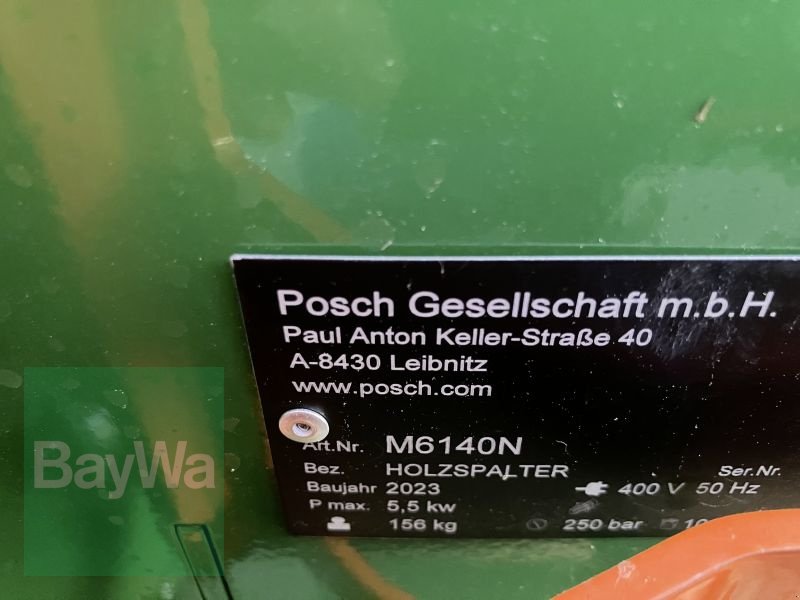 Posch Gesellschaft m.b.H.
Paul Anton Keller-Straße 40
A-8430 Leibnitz
www.posch.com
Art.Nr. M6140N
Bez. HOLZSPALTER Ser.Nr.
Baujahr 2023 400 V 50 Hz
P max. 5,5 kw
156 kg 250 bar
BayWa